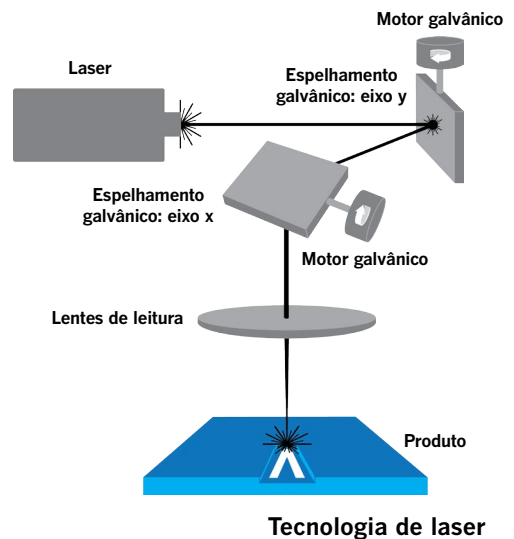 Motor galvânico
Laser
Espelhamento
galvânico: eixo y
Espelhamento
galvânico: eixo x
Motor galvânico
Lentes de leitura
Produto
Tecnologia de laser